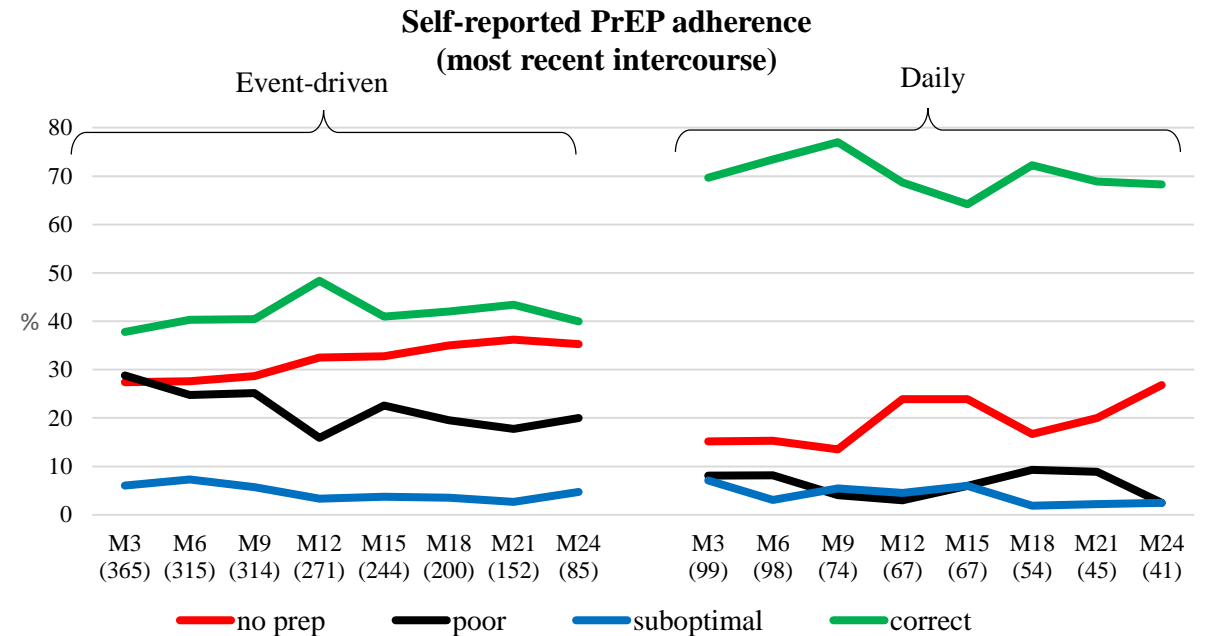 Self-reported PrEP adherence
(most recent intercourse)
Event-driven
Daily
80
70
60
50
40
30
20
10
0
%
M3 M6 M9 M12 M15 M18 M21 M24 M3 M6 M9 M12 M15 M18 M21 M24
(365) (315) (314) (271) (244) (200) (152) (85) (99) (98) (74) (67) (67) (54) (45) (41)
no prep poor suboptimal correct